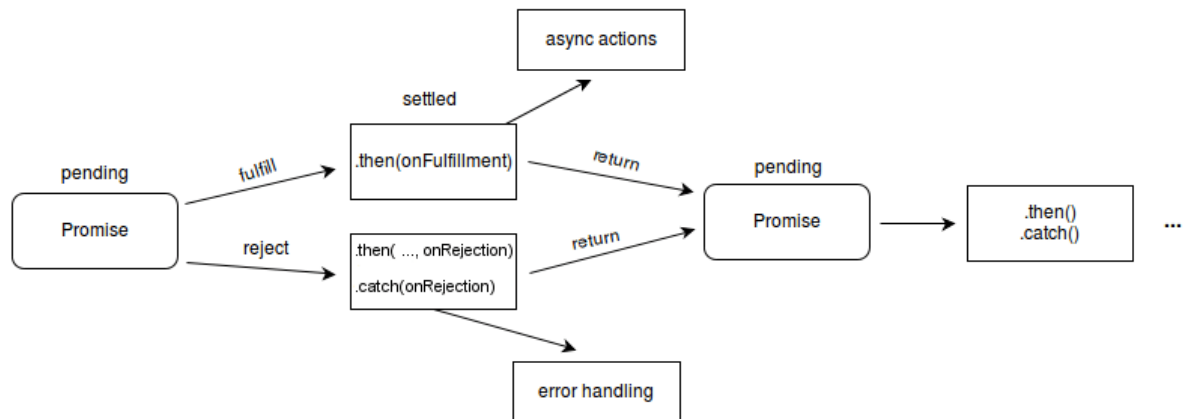 async actions
settled
.then(onFulfillment)
pending
fulfill
return
pending
Promise
Promise
.then()
.catch()
...
reject
.then( ..., onRejection)
.catch(onRejection)
return
error handling